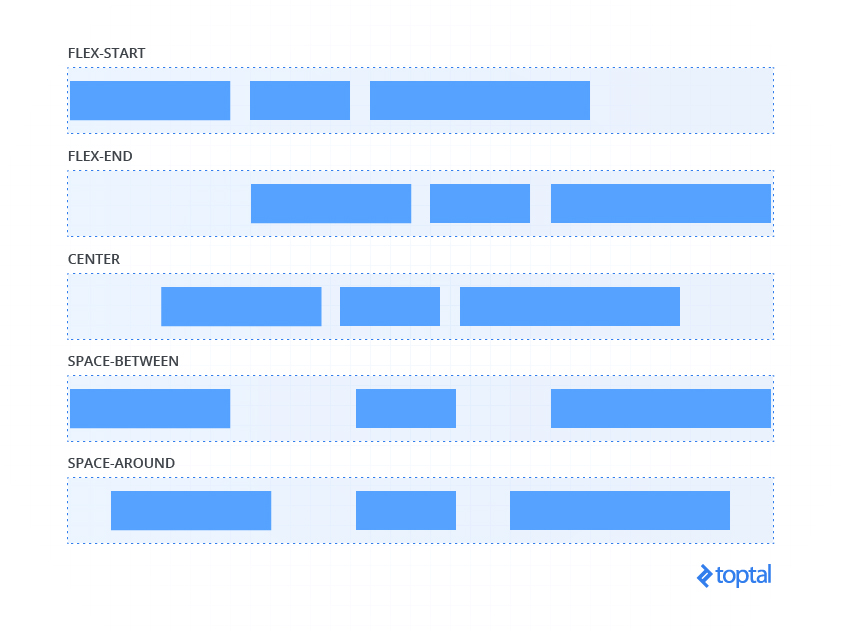 FLEX-START
FLEX-END
CENTER
SPACE-BETWEEN
SPACE-AROUND
toptal